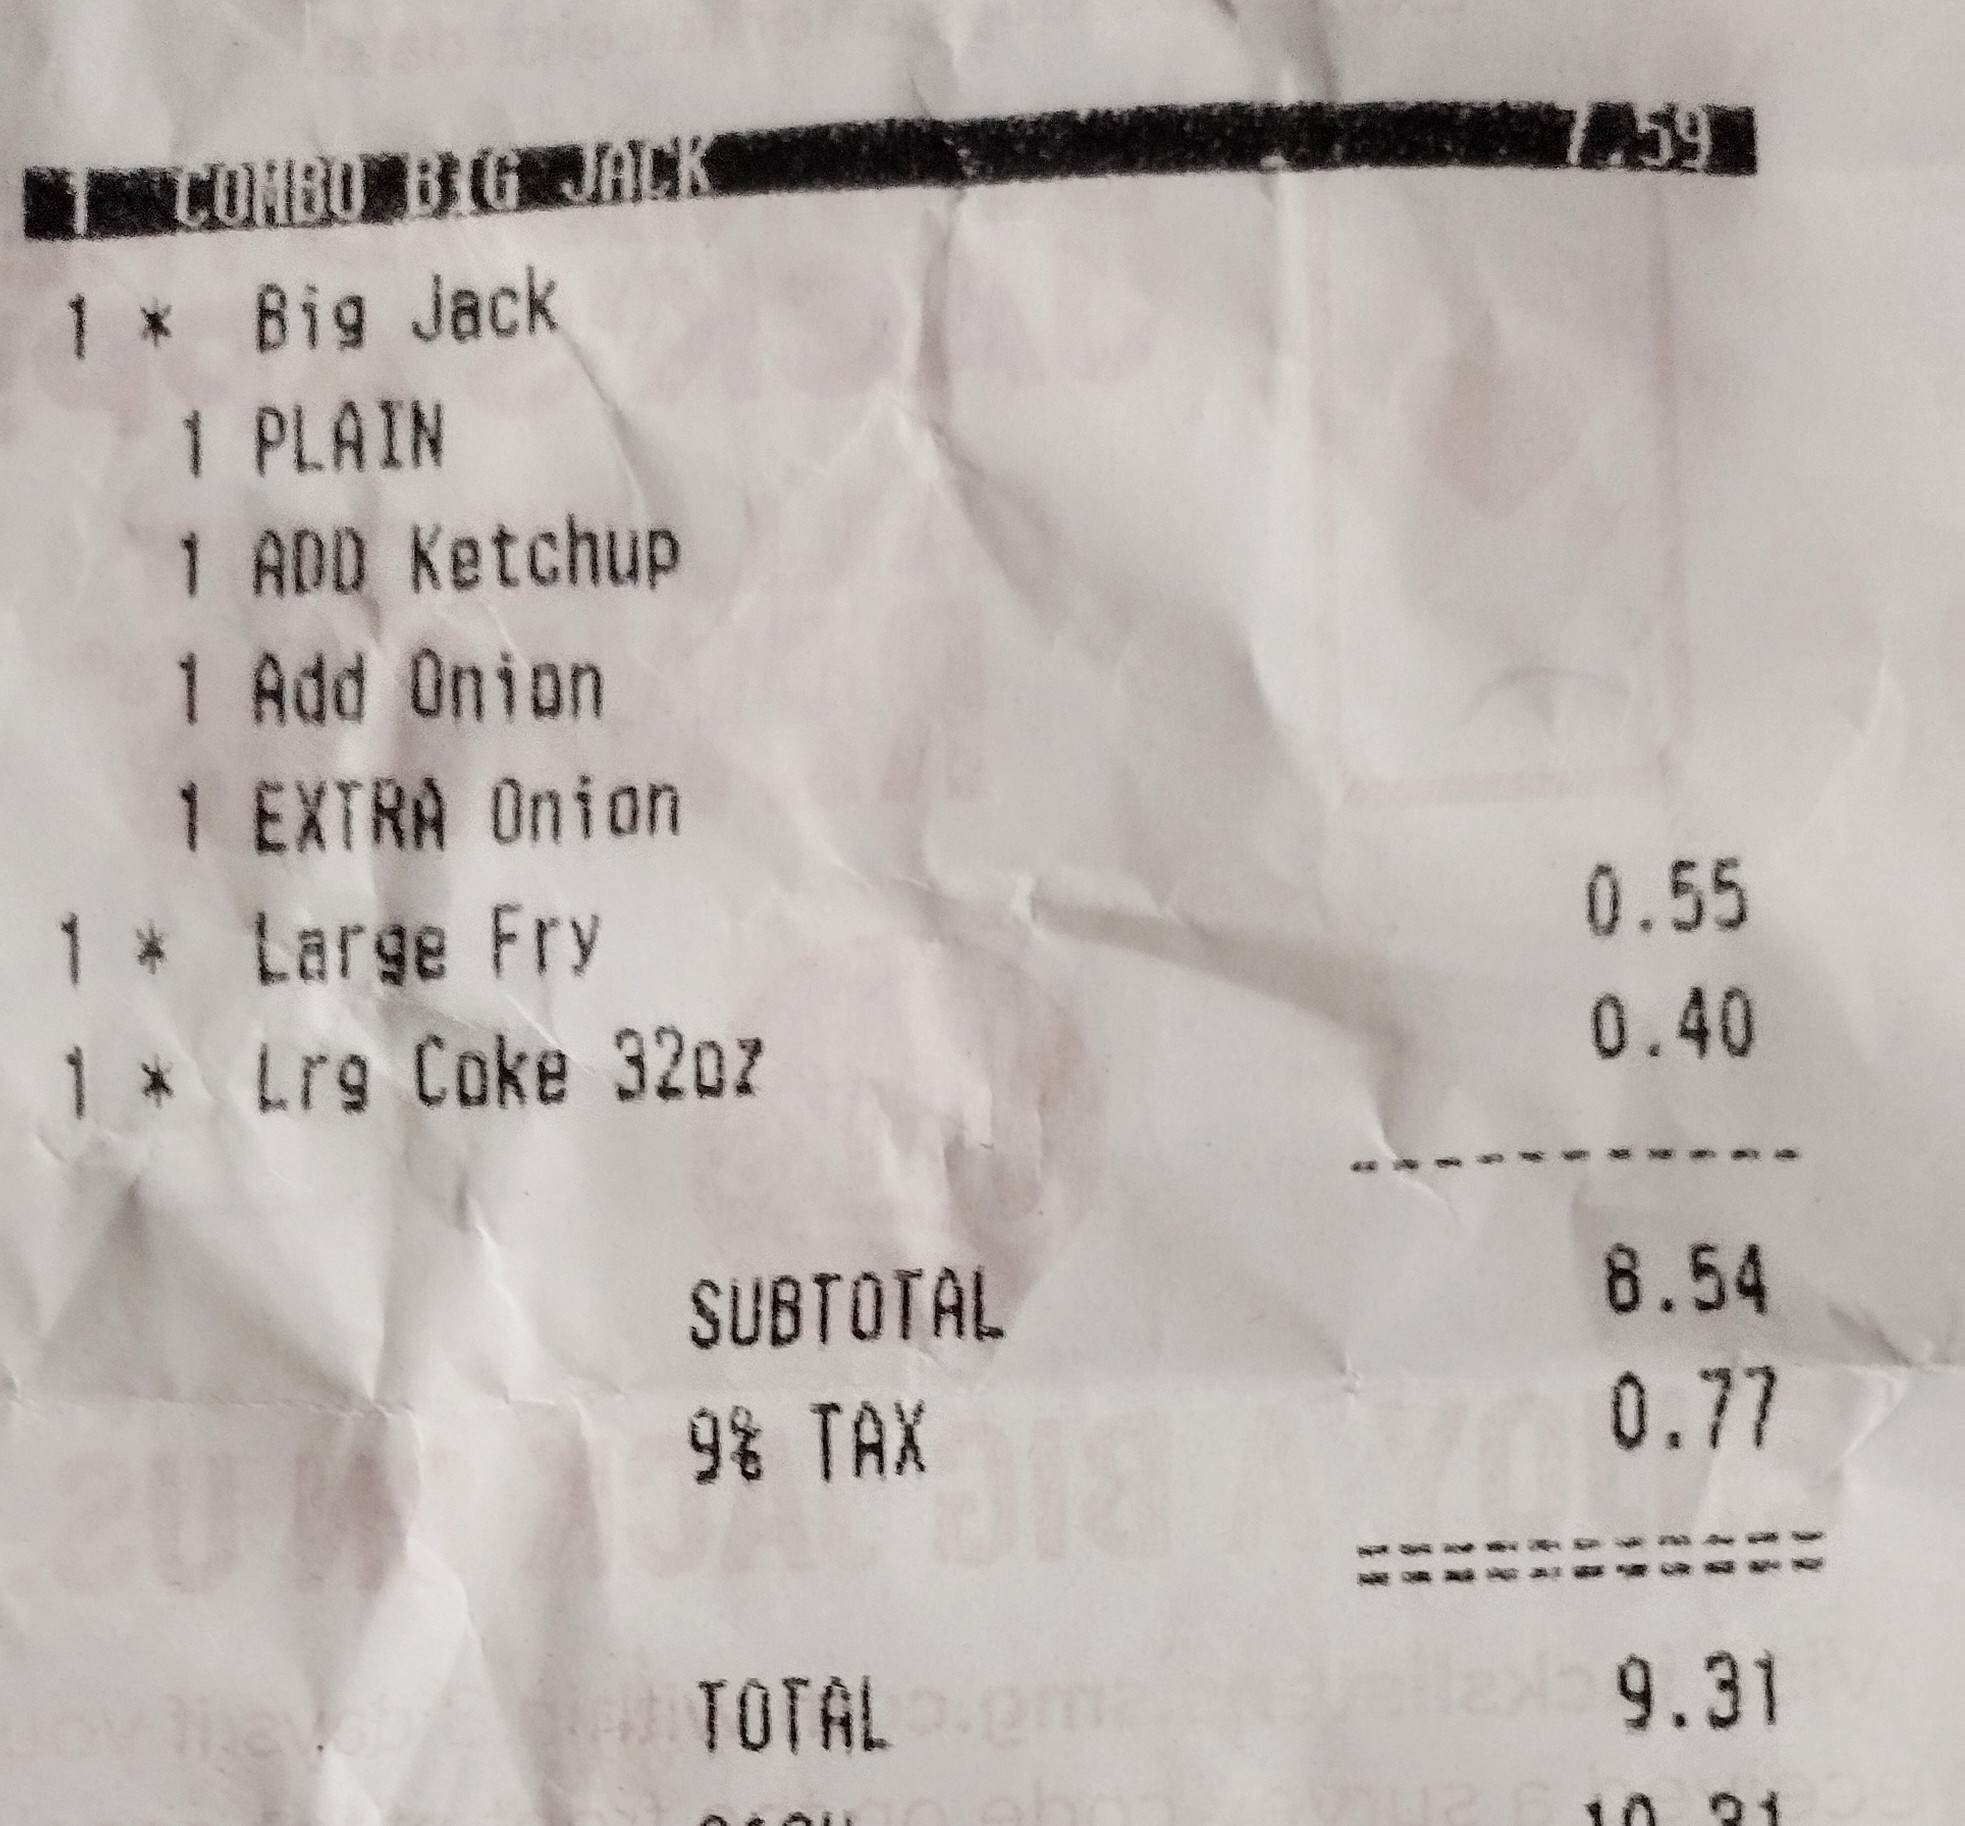 1 COMBO BIG JACK 7.59
1 * Big Jack
1 PLAIN
1 ADD Ketchup
1 Add Onion
1 EXTRA Onion
1 * Large Fry 0.55
1 * Lrg Coke 32oz 0.40
----------
SUBTOTAL 8.54
9% TAX 0.77
===========
TOTAL 9.31
10.31